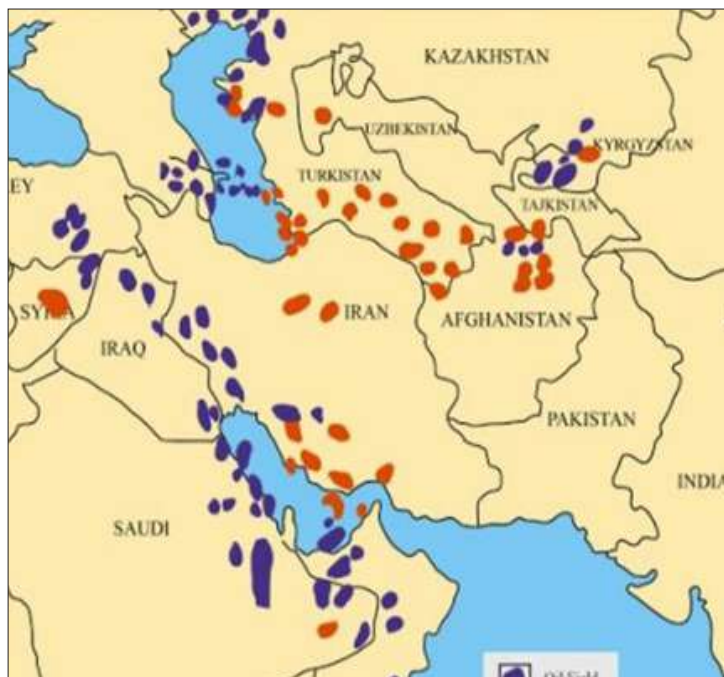 KAZAKHSTAN
UZBEKISTAN
KYRGYZSTAN
TURKISTAN
TAJKISTAN
EY
SYRIA
IRAQ
IRAN
AFGHANISTAN
PAKISTAN
INDIA
SAUDI